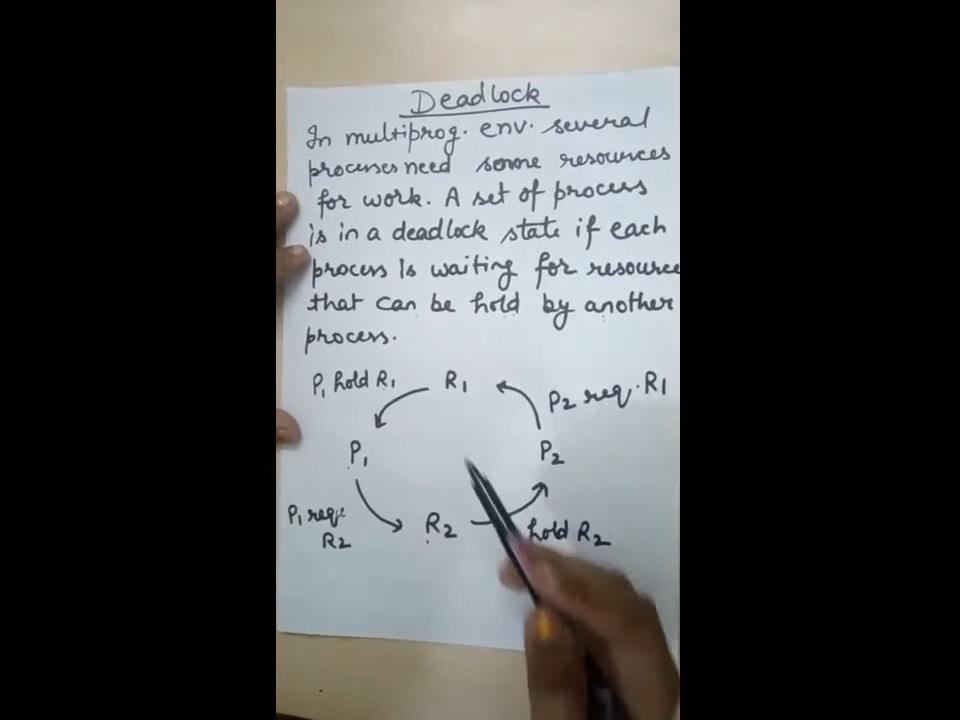 Deadlock
In multiprog. env. several
processes need some resources
for work. A set of process
is in a deadlock state if each
process is waiting for resource
that can be hold by another
process.
P1 hold R1
R1
P2 req. R1
P1
P2
P1 reqe
R2
R2
hold R2